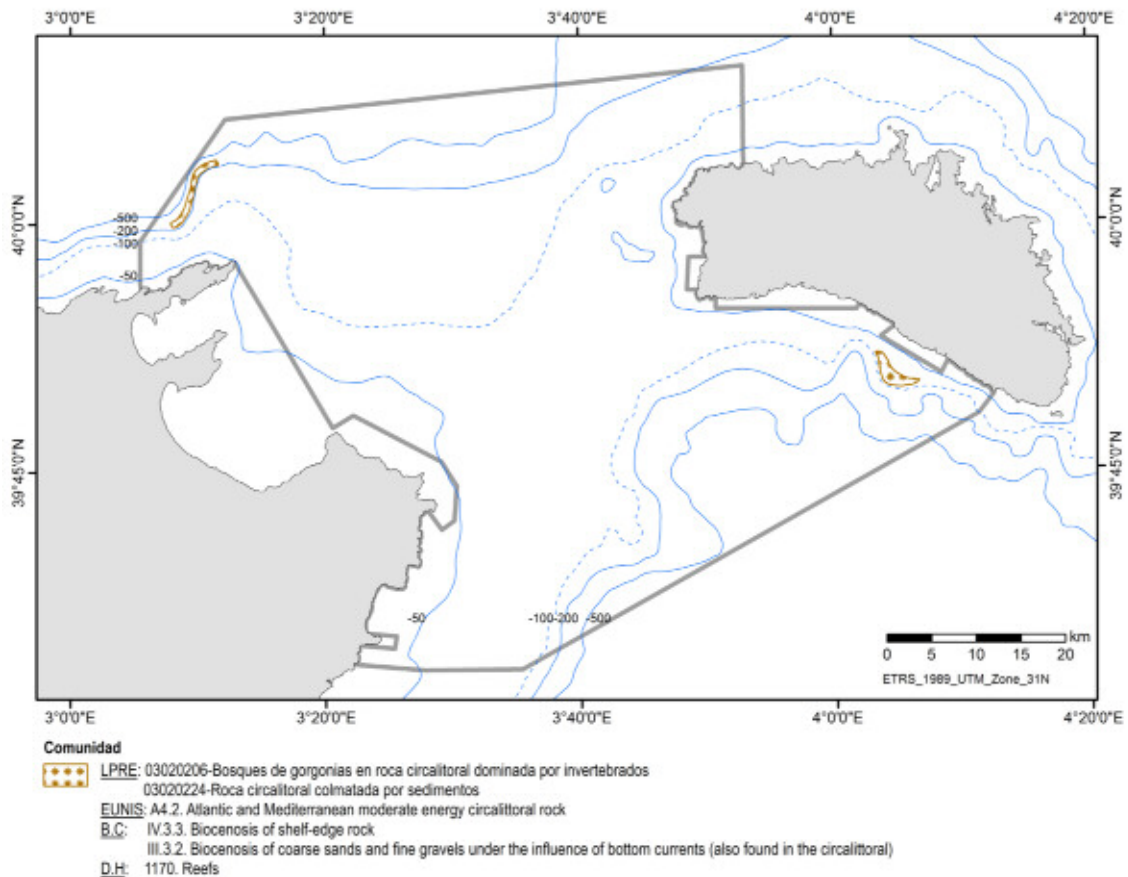 3°0'0"E 3°20'0"E 3°40'0"E 4°0'0"E 4°20'0"E
40°0'0"N
40°0'0"N
-500
-200
-100
-50
39°45'0"N
39°45'0"N
-50
-100-200 -500
km
0 5 10 15 20
ETRS_1989_UTM_Zone_31N
3°0'0"E 3°20'0"E 3°40'0"E 4°0'0"E 4°20'0"E
Comunidad
LPRE: 03020206-Bosques de gorgonias en roca circalitoral dominada por invertebrados
03020224-Roca circalitoral colmatada por sedimentos
EUNIS: A4.2. Atlantic and Mediterranean moderate energy circalittoral rock
B.C: IV.3.3. Biocenosis of shelf-edge rock
III.3.2. Biocenosis of coarse sands and fine gravels under the influence of bottom currents (also found in the circalittoral)
D.H: 1170. Reefs